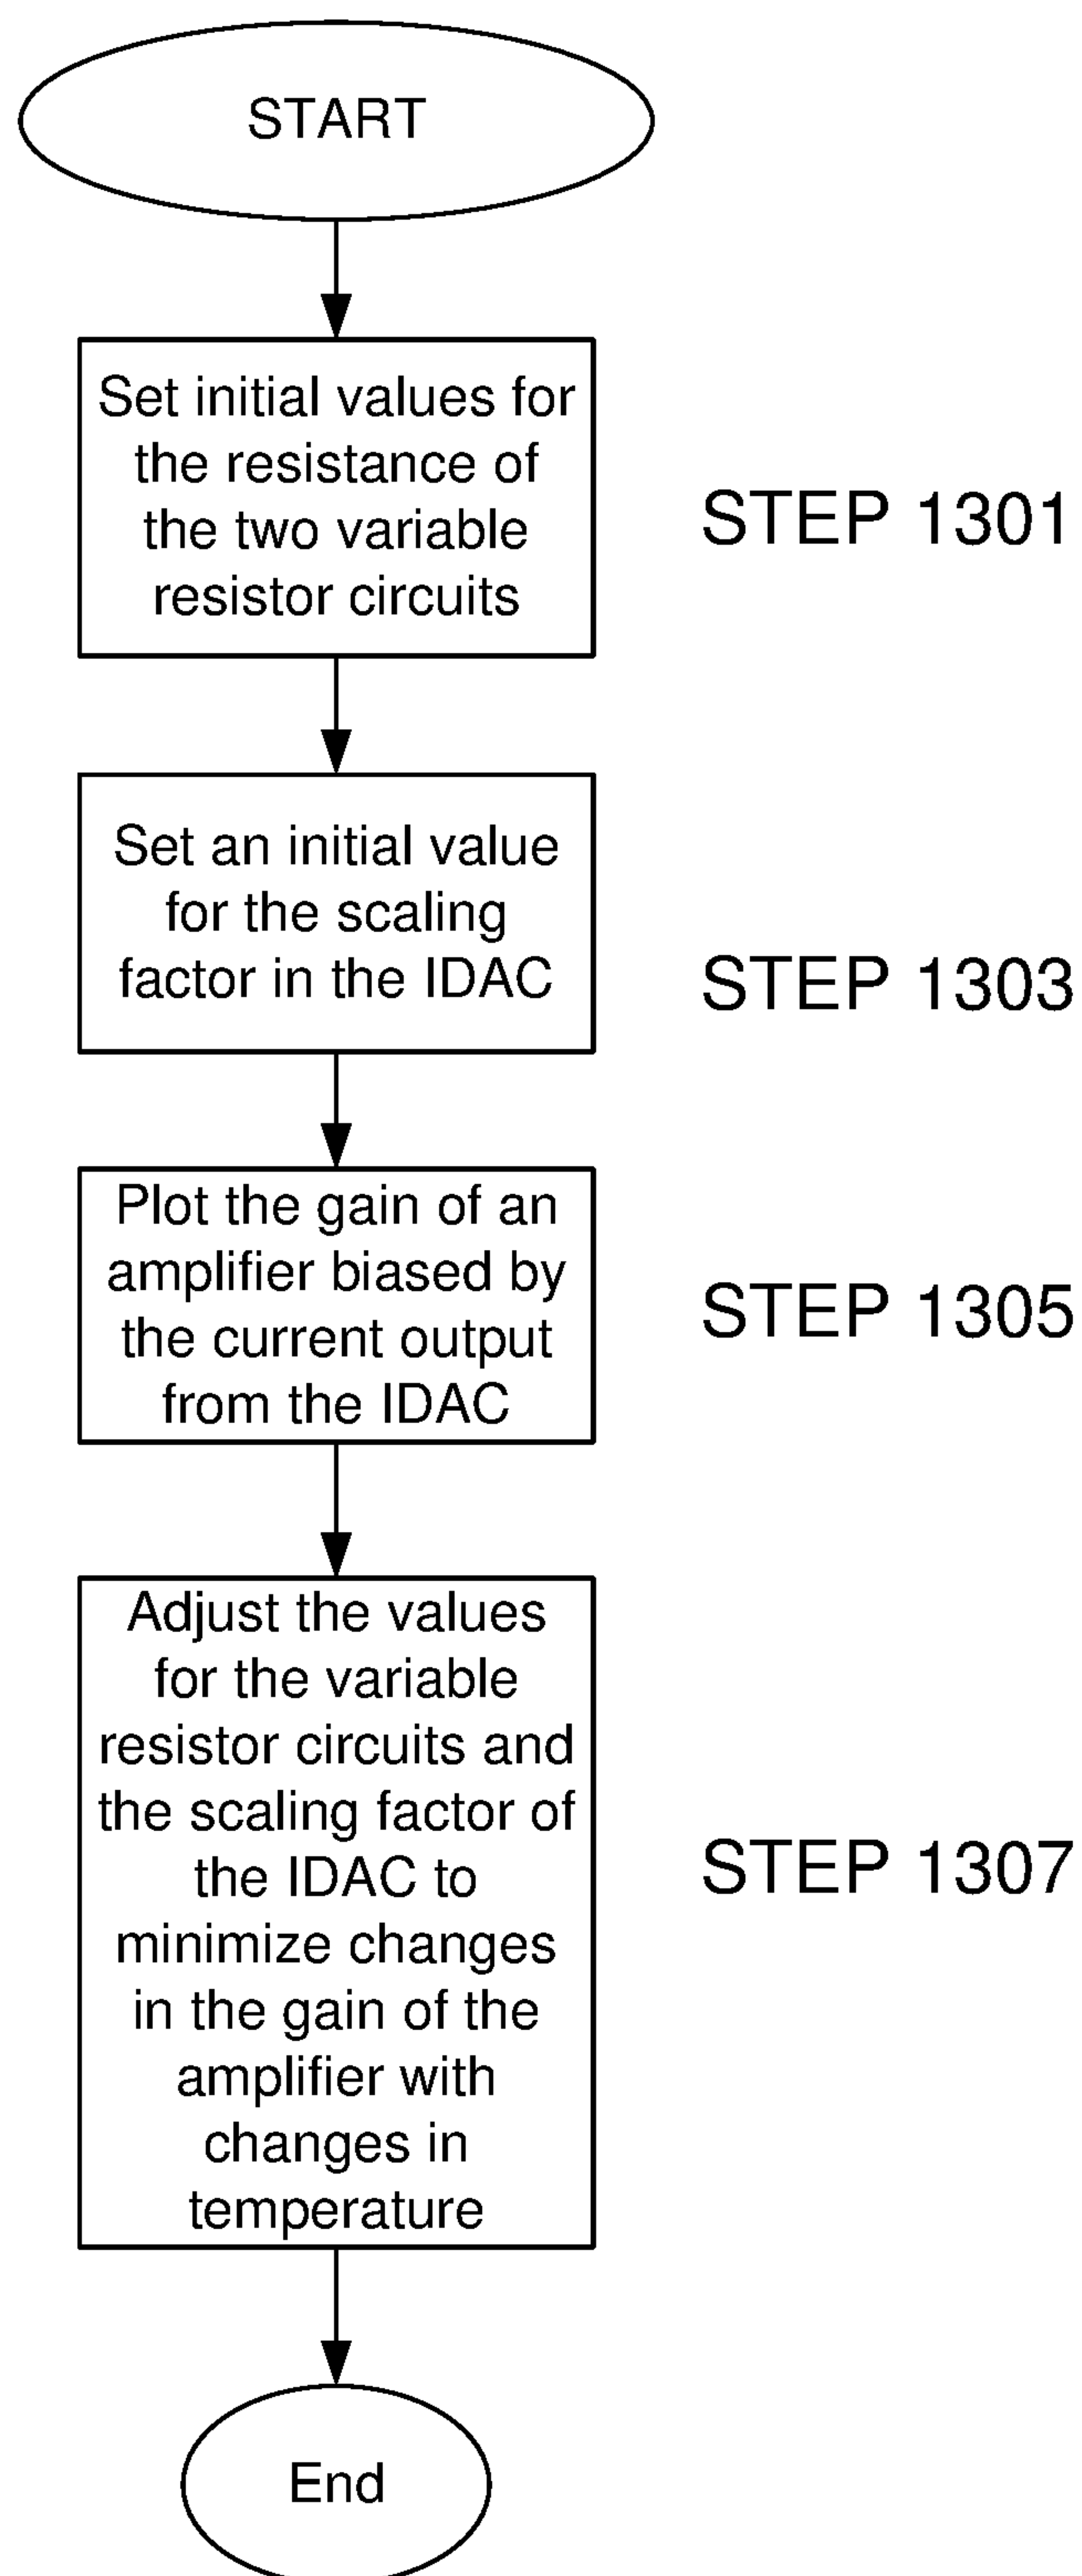 START
Set initial values for
the resistance of
the two variable
resistor circuits
STEP 1301
Set an initial value
for the scaling
factor in the IDAC
STEP 1303
Plot the gain of an
amplifier biased by
the current output
from the IDAC
STEP 1305
Adjust the values
for the variable
resistor circuits and
the scaling factor of
the IDAC to
minimize changes
in the gain of the
amplifier with
changes in
temperature
STEP 1307
End